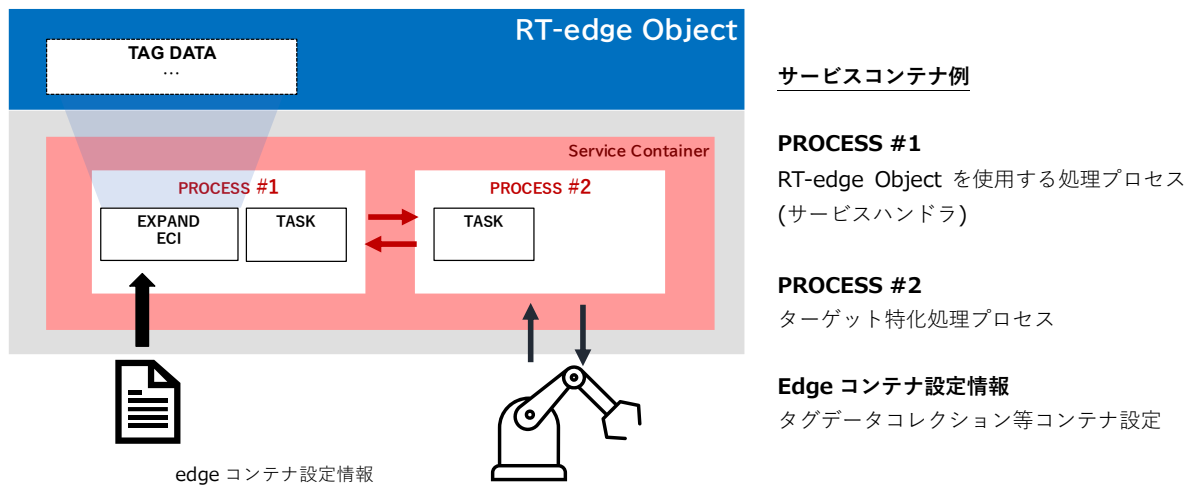 RT-edge Object
TAG DATA
…
Service Container
PROCESS #1
EXPAND
ECI
TASK
PROCESS #2
TASK
edge コンテナ設定情報
サービスコンテナ例
PROCESS #1
RT-edge Object を使用する処理プロセス
(サービスハンドラ)
PROCESS #2
ターゲット特化処理プロセス
Edge コンテナ設定情報
タグデータコレクション等コンテナ設定